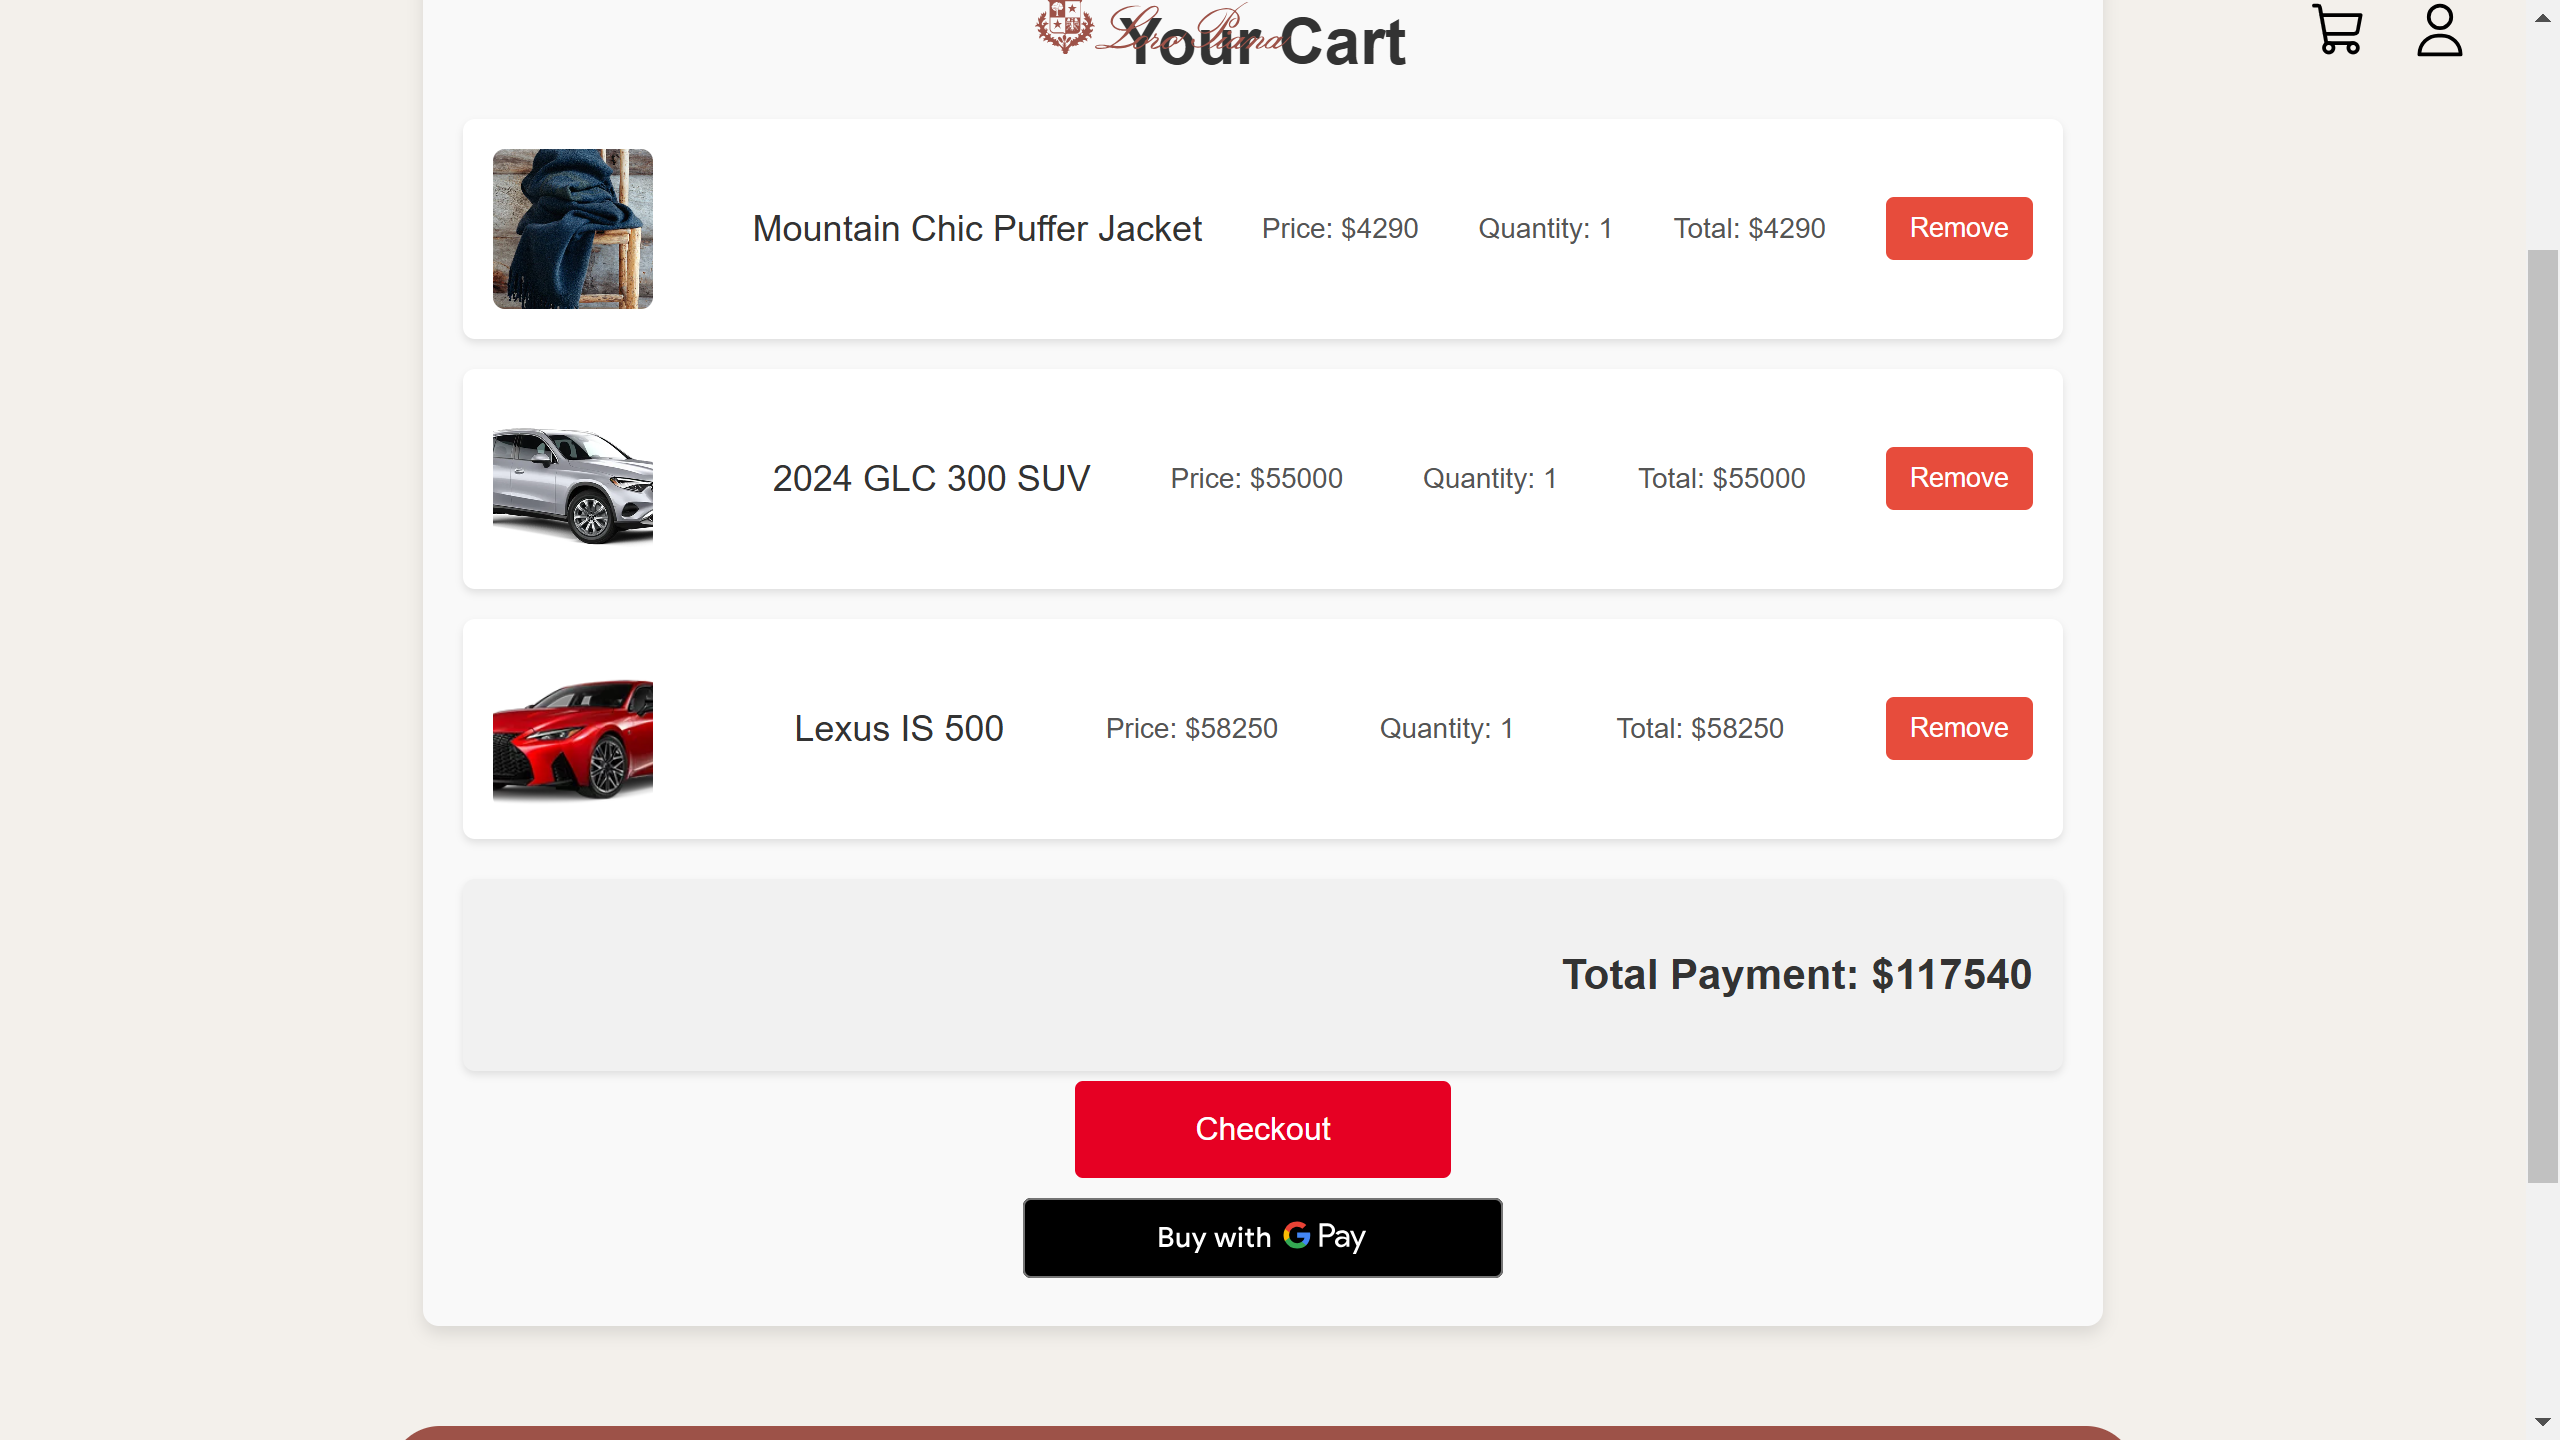 Loro Piana
Your Cart
Mountain Chic Puffer Jacket Price: $4290 Quantity: 1 Total: $4290 Remove
2024 GLC 300 SUV Price: $55000 Quantity: 1 Total: $55000 Remove
Lexus IS 500 Price: $58250 Quantity: 1 Total: $58250 Remove
Total Payment: $117540
Checkout
Buy with G Pay